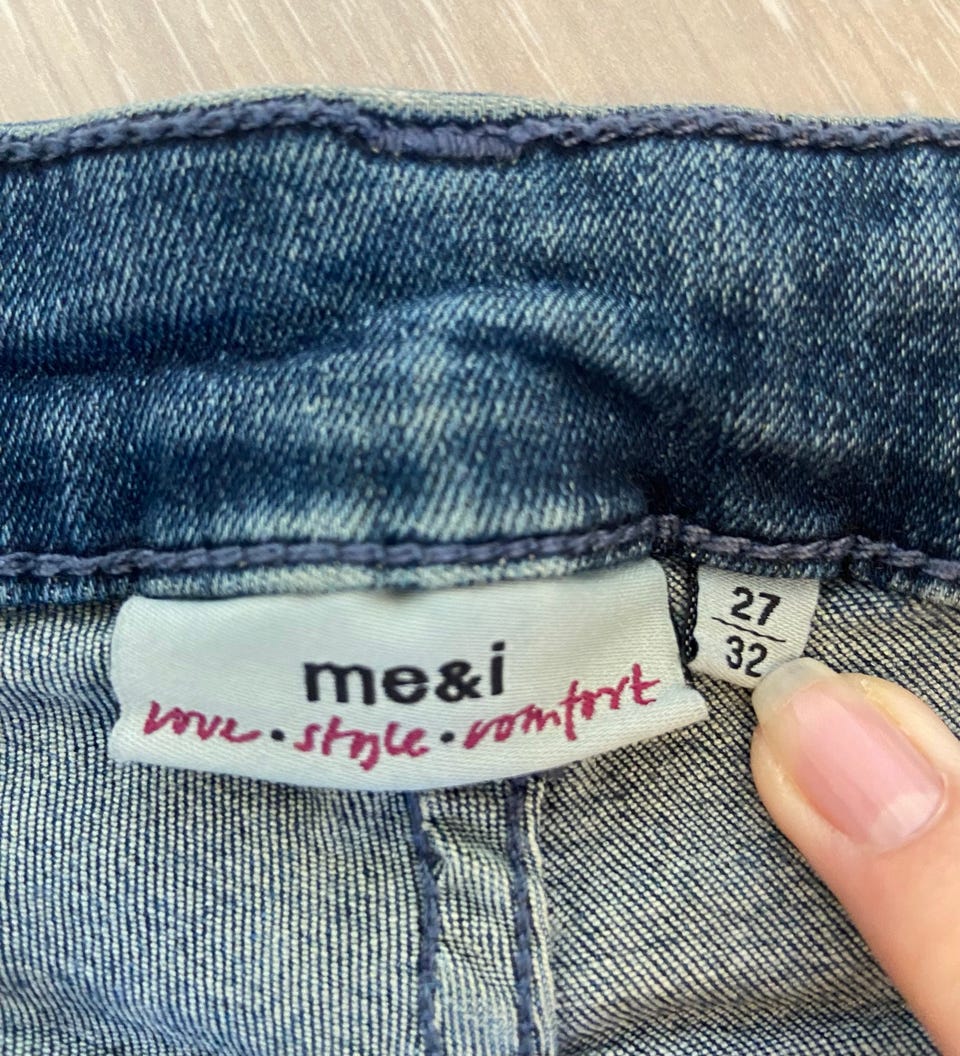 me&i
love • style • comfort
27
32